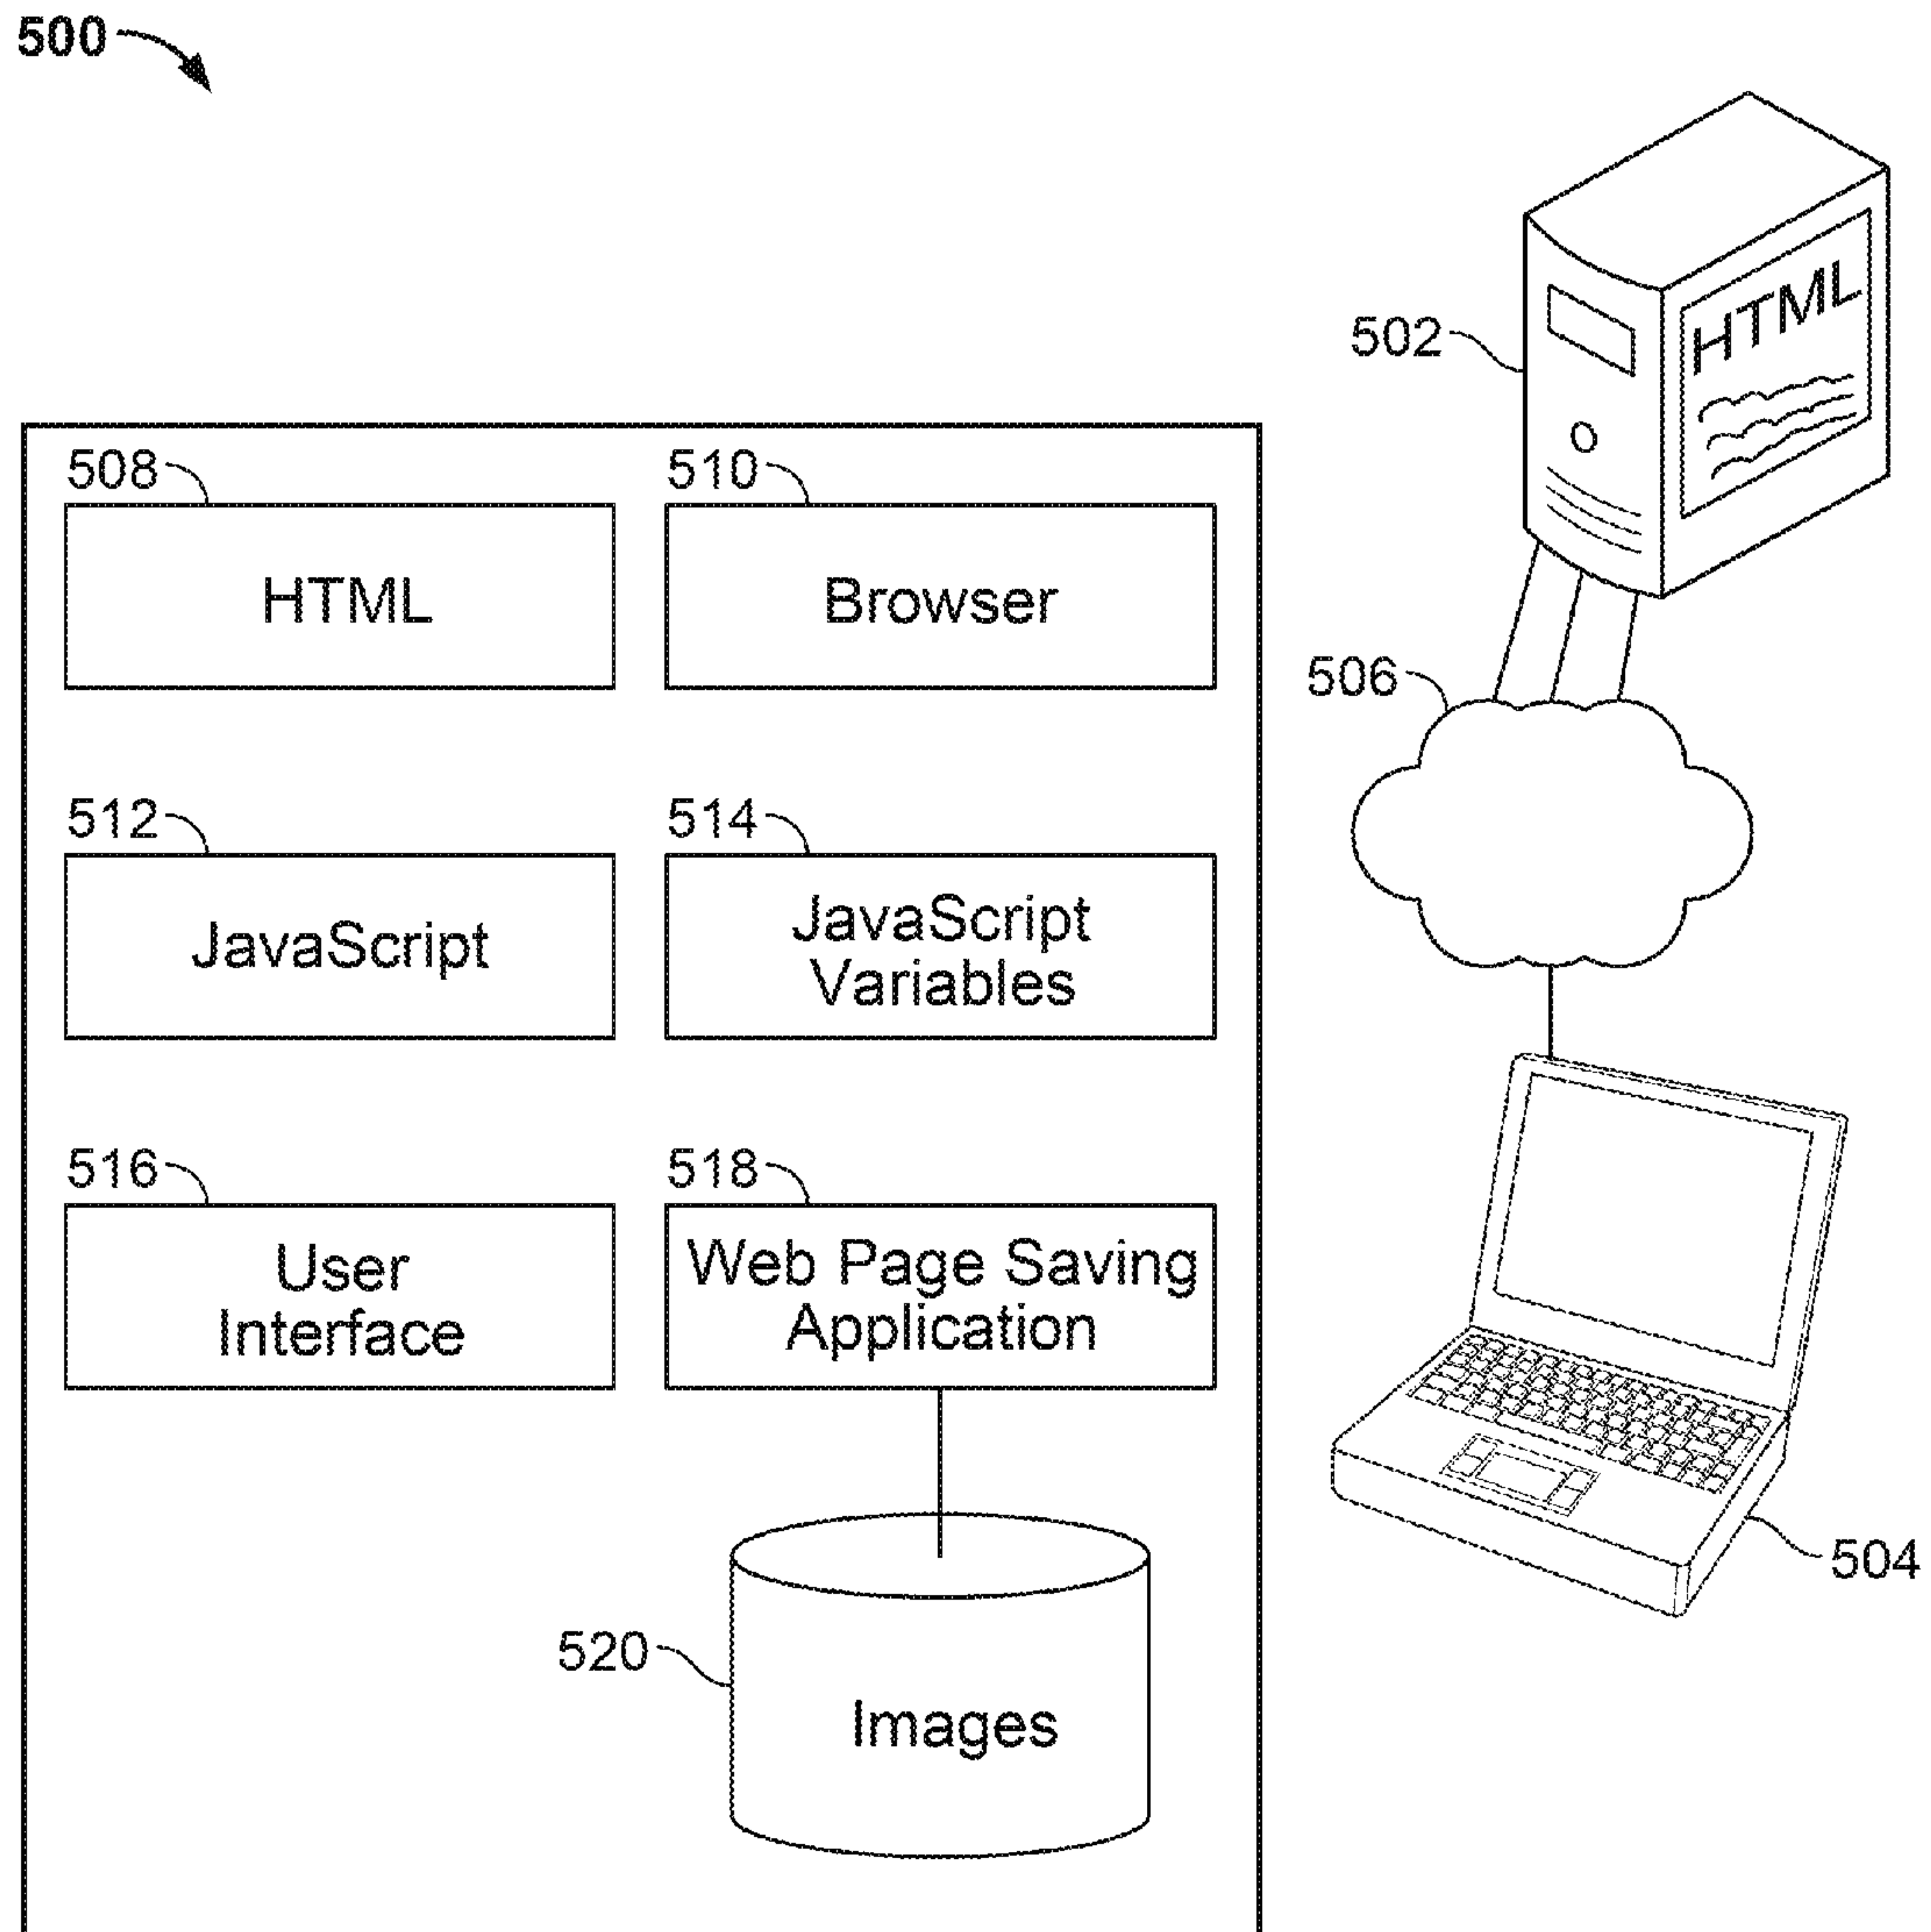 500
502
HTML
508
HTML
510
Browser
506
512
JavaScript
514
JavaScript
Variables
516
User
Interface
518
Web Page Saving
Application
504
520
Images